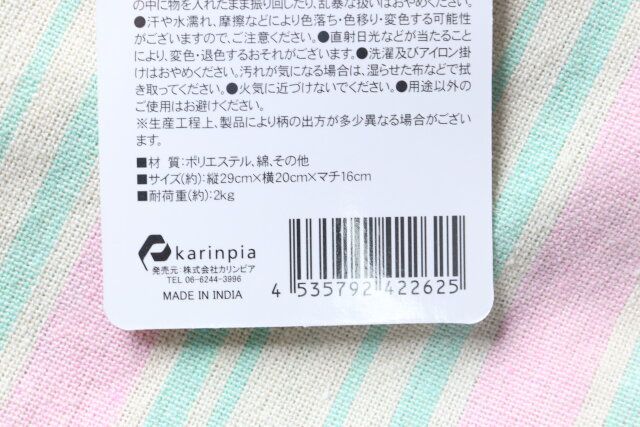 の中に物を入れたまま振り回したり、乱暴な扱いはおやめください。
●汗や水濡れ、摩擦などにより色落ち・色移り・変色する可能性
がございますので、ご注意ください。●直射日光などが当たること
により、変色・退色するおそれがございます。●洗濯及びアイロン
掛けはおやめください。汚れが気になる場合は、湿らせた布などで拭
き取ってください。●火気に近づけないでください。●用途以外の
ご使用はお避けください。
※生産工程上、製品により柄の出方が多少異なる場合がござい
ます。
■材 質:ポリエステル、綿、その他
■サイズ(約):縦29cm×横20cm×マチ16cm
■耐荷重(約):2kg
karinpia
発売元:株式会社カリンピア
TEL 06-6244-3996
MADE IN INDIA
4 535792 422625